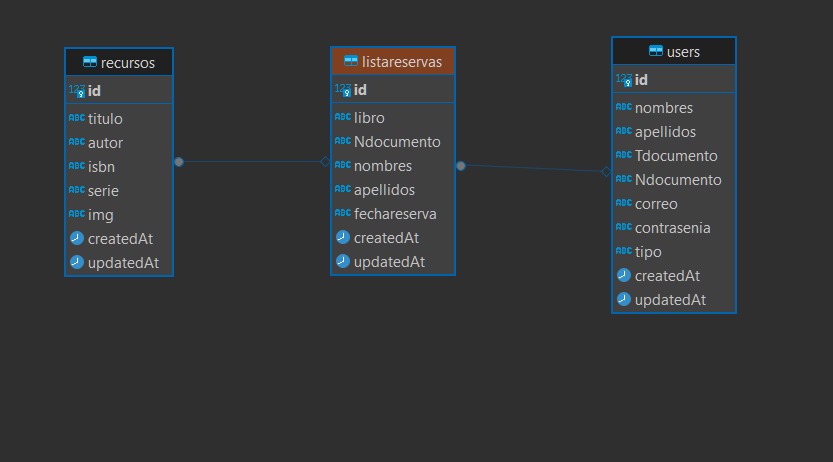 recursos
123 id
ABC titulo
ABC autor
ABC isbn
ABC serie
ABC img
createdAt
updatedAt
listareservas
123 id
ABC libro
ABC Ndocumento
ABC nombres
ABC apellidos
ABC fechareserva
createdAt
updatedAt
users
123 id
ABC nombres
ABC apellidos
ABC Tdocumento
ABC Ndocumento
ABC correo
ABC contrasenia
ABC tipo
createdAt
updatedAt